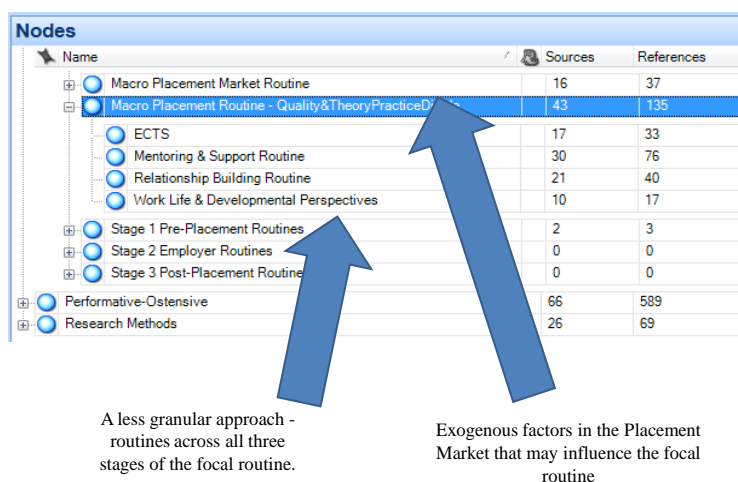 Nodes
Name Sources References
Macro Placement Market Routine 16 37
Macro Placement Routine - Quality&TheoryPracticeD 43 135
ECTS 17 33
Mentoring & Support Routine 30 76
Relationship Building Routine 21 40
Work Life & Developmental Perspectives 10 17
Stage 1 Pre-Placement Routines 2 3
Stage 2 Employer Routines 0 0
Stage 3 Post-Placement Routine 0 0
Performative-Ostensive 66 589
Research Methods 26 69
A less granular approach -
routines across all three
stages of the focal routine.
Exogenous factors in the Placement
Market that may influence the focal
routine